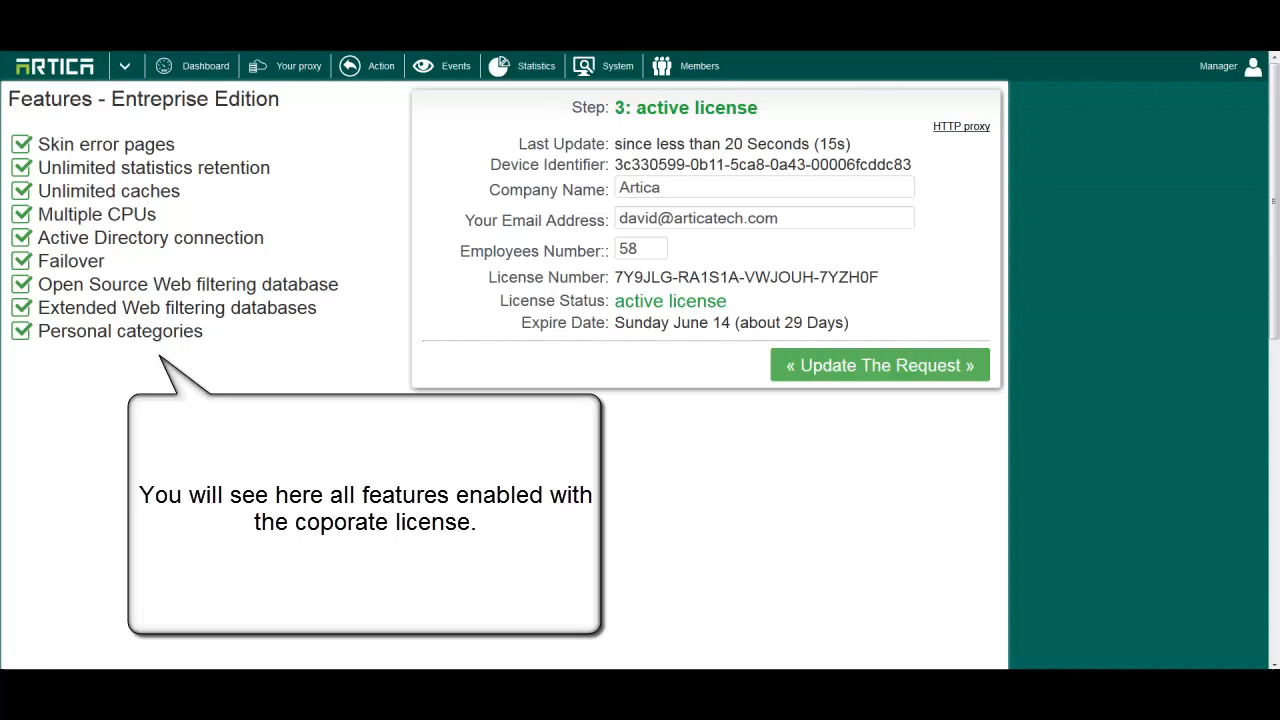 ARTICA Dashboard Your proxy Action Events Statistics System Members Manager
Features - Entreprise Edition
Skin error pages
Unlimited statistics retention
Unlimited caches
Multiple CPUs
Active Directory connection
Failover
Open Source Web filtering database
Extended Web filtering databases
Personal categories
Step: 3: active license
HTTP proxy
Last Update: since less than 20 Seconds (15s)
Device Identifier: 3c330599-0b11-5ca8-0a43-00006fcddc83
Company Name: Artica
Your Email Address: david@articatech.com
Employees Number:: 58
License Number: 7Y9JLG-RA1S1A-VWJOUH-7YZH0F
License Status: active license
Expire Date: Sunday June 14 (about 29 Days)
« Update The Request »
You will see here all features enabled with
the coporate license.